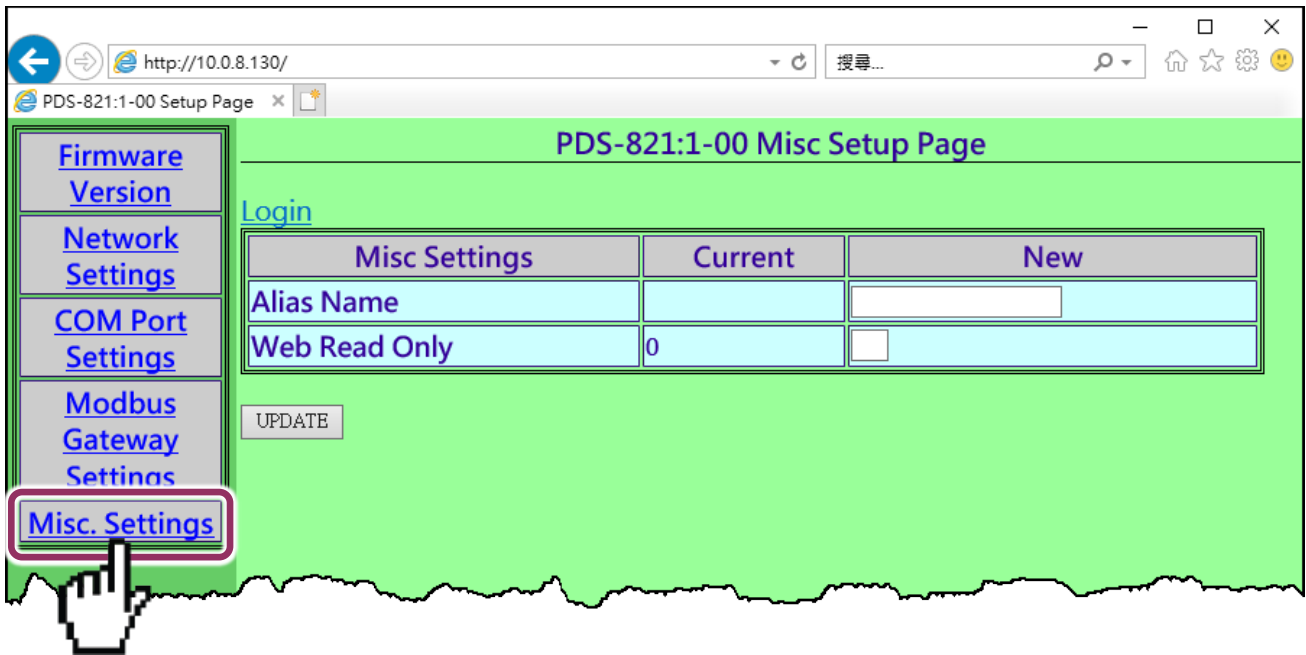 http://10.0.8.130/
搜尋...
PDS-821:1-00 Setup Page
PDS-821:1-00 Misc Setup Page
Firmware
Version
Network
Settings
COM Port
Settings
Modbus
Gateway
Settings
Misc. Settings
Login
Misc Settings Current New
Alias Name
Web Read Only 0
UPDATE